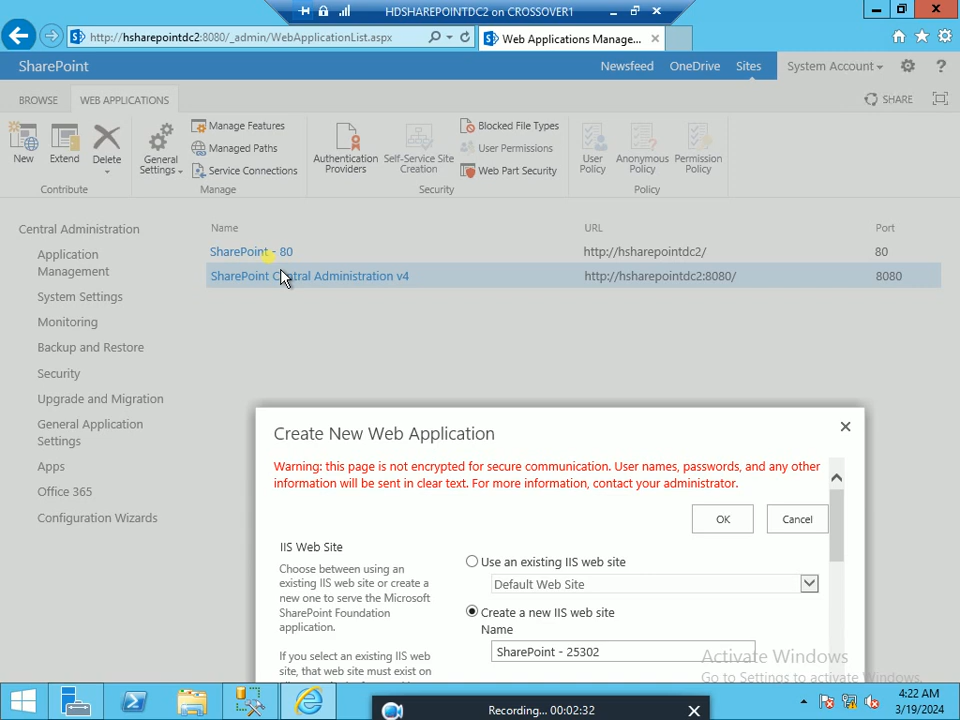 HDSHAREPOINTDC2 on CROSSOVER1
http://hsharepointdc2:8080/_admin/WebApplicationList.aspx
Web Applications Manage...
SharePoint
Newsfeed
OneDrive
Sites
System Account
?
BROWSE
WEB APPLICATIONS
SHARE
New
Extend
Delete
General Settings
Manage Features
Managed Paths
Service Connections
Authentication Providers
Self-Service Site Creation
Blocked File Types
User Permissions
Web Part Security
User Policy
Anonymous Policy
Permission Policy
Contribute
Manage
Security
Policy
Central Administration
Application
Management
System Settings
Monitoring
Backup and Restore
Security
Upgrade and Migration
General Application
Settings
Apps
Office 365
Configuration Wizards
Name
URL
Port
SharePoint - 80
http://hsharepointdc2/
80
SharePoint Central Administration v4
http://hsharepointdc2:8080/
8080
Create New Web Application
Warning: this page is not encrypted for secure communication. User names, passwords, and any other
information will be sent in clear text. For more information, contact your administrator.
OK
Cancel
IIS Web Site
Choose between using an
existing IIS web site or create a
new one to serve the Microsoft
SharePoint Foundation
application.
If you select an existing IIS web
site, that web site must exist on
Use an existing IIS web site
Default Web Site
Create a new IIS web site
Name
SharePoint - 25302
Activate Windows
Go to Settings to activate Windows.
Recording... 00:02:32
4:22 AM
3/19/2024